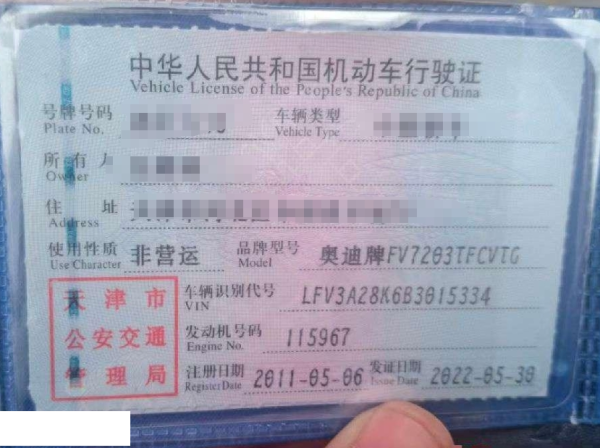 中华人民共和国机动车行驶证
Vehicle License of the People's Republic of China
号牌号码 车辆类型
Plate No. Vehicle Type
所有人
Owner
住 址
Address
使用性质 非营运 品牌型号 奥迪牌FV7203TFCVTG
Use Character Model
天津市
公安交通
管理局
车辆识别代号 LFV3A28K6B3015334
VIN
发动机号码 115967
Engine No.
注册日期 2011-05-06 发证日期 2022-05-30
Register Date Issue Date